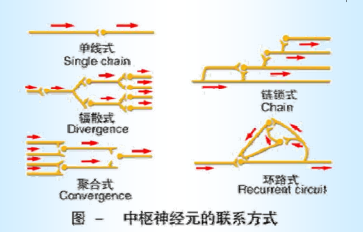 单线式
Single chain
辐散式
Divergence
聚合式
Convergence
链锁式
Chain
环路式
Recurrent circuit
图 - 中枢神经元的联系方式